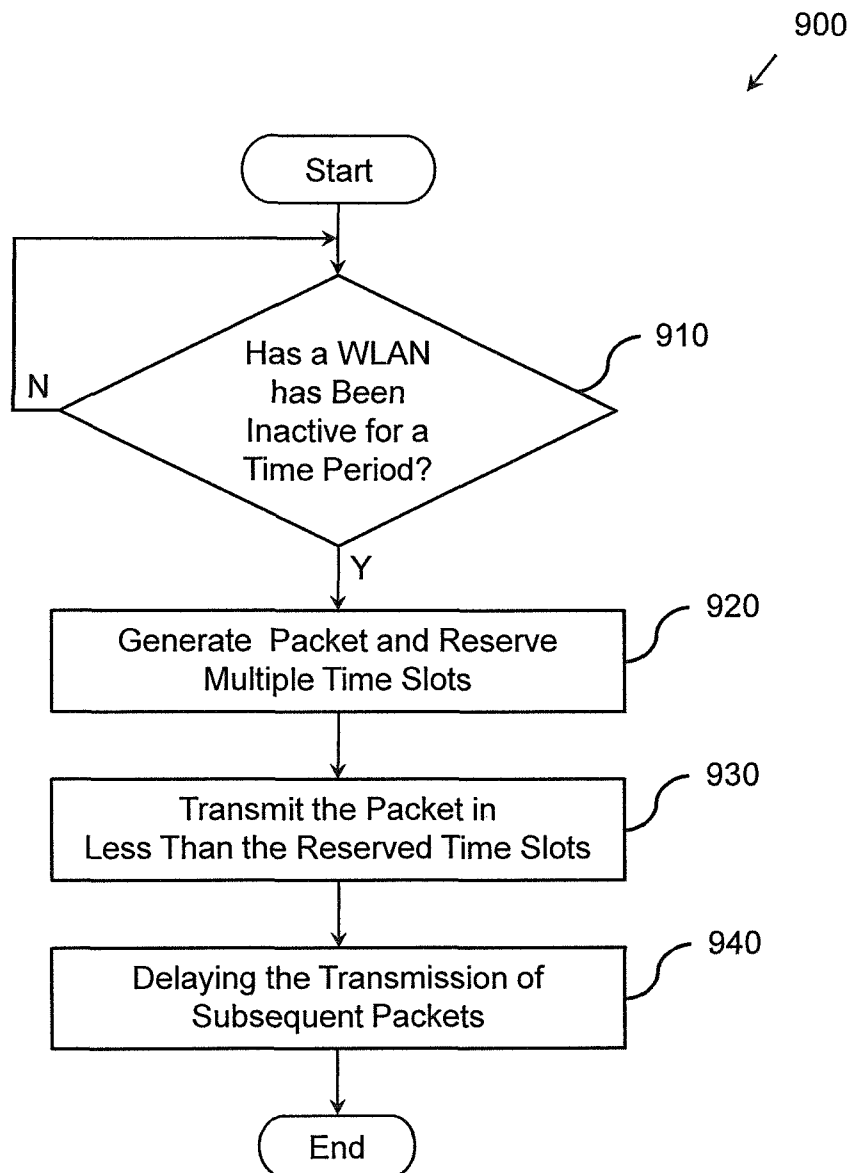 900
Start
Has a WLAN
has Been
Inactive for a
Time Period?
910
N
Y
Generate Packet and Reserve
Multiple Time Slots
920
Transmit the Packet in
Less Than the Reserved Time Slots
930
Delaying the Transmission of
Subsequent Packets
940
End